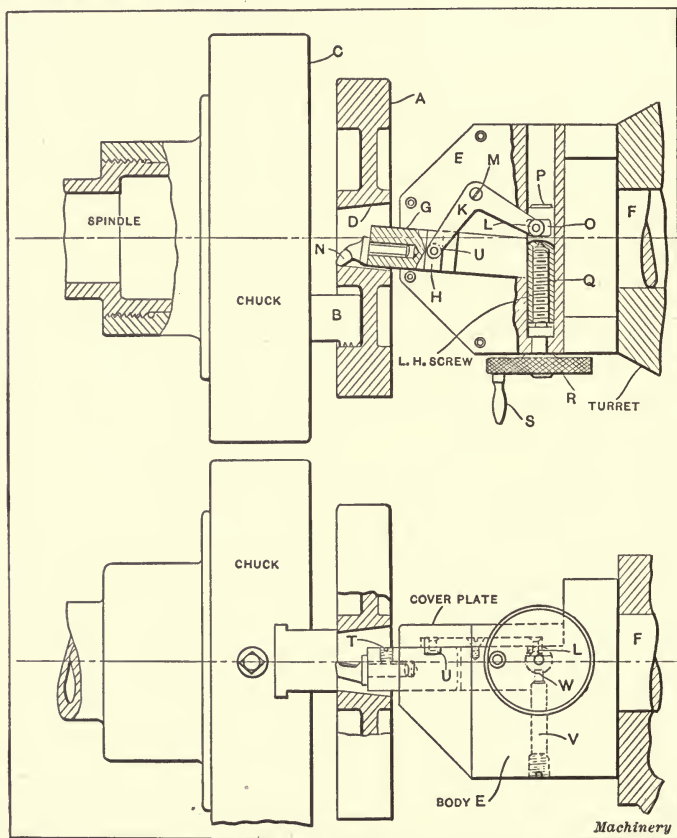 C
A
E
M
P
SPINDLE
D
G
K
L
O
F
N
U
CHUCK
B
H
Q
L. H. SCREW
R
TURRET
S
CHUCK
COVER PLATE
F
T
U
L
W
V
BODY E
Machinery